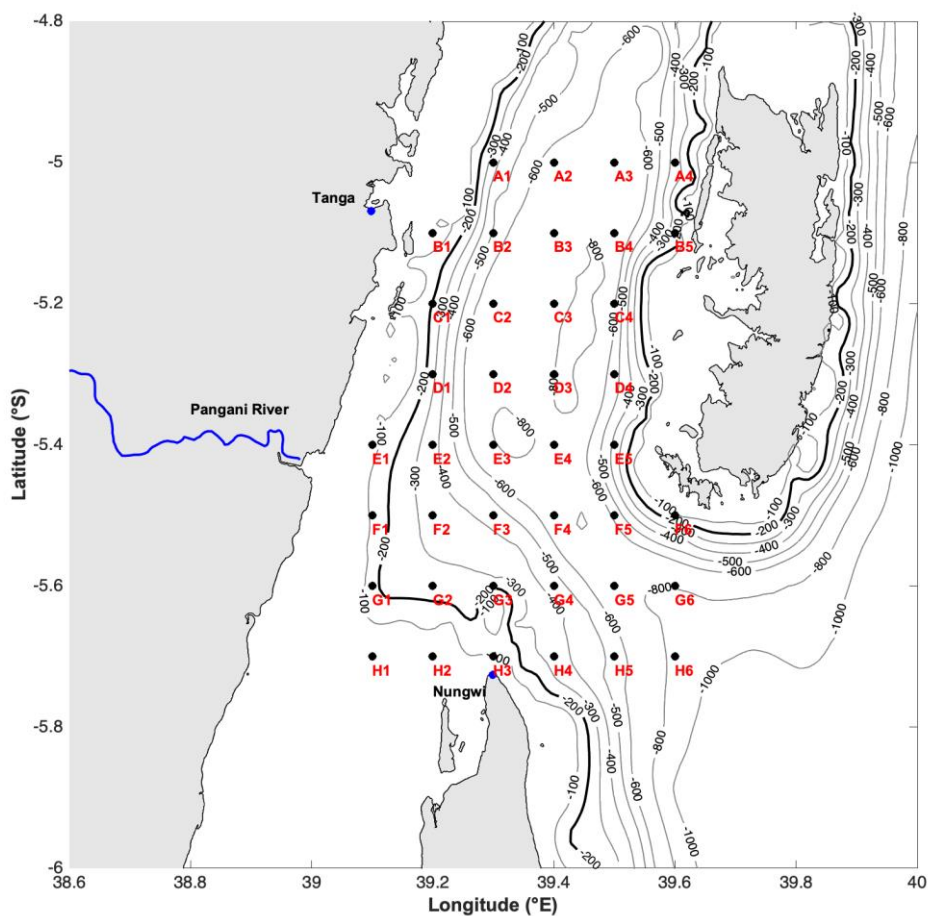 -4.8
-5
-5.2
-5.4
-5.6
-5.8
-6
Latitude (°S)
38.6
38.8
39
39.2
39.4
39.6
39.8
40
Longitude (°E)
Tanga
Pangani River
Nungwi
A1 A2 A3 A4
B1 B2 B3 B4 B5
C1 C2 C3 C4
D1 D2 D3 D4
E1 E2 E3 E4 E5
F1 F2 F3 F4 F5 F6
G1 G2 G3 G4 G5 G6
H1 H2 H3 H4 H5 H6
-100
-200
-300
-400
-500
-600
-800
-1000